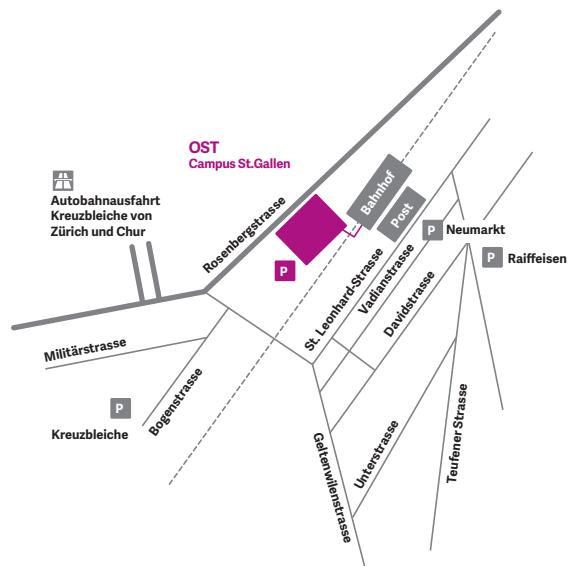 OST
Campus St.Gallen
Autobahnausfahrt
Kreuzbleiche von
Zürich und Chur
Rosenbergstrasse
Bahnhof
Post
P
Neumarkt
P
Raiffeisen
P
St. Leonhard-Strasse
Vadianstrasse
Davidstrasse
Militärstrasse
Bogenstrasse
P
Kreuzbleiche
Geltenwilenstrasse
Unterstrasse
Teufener Strasse